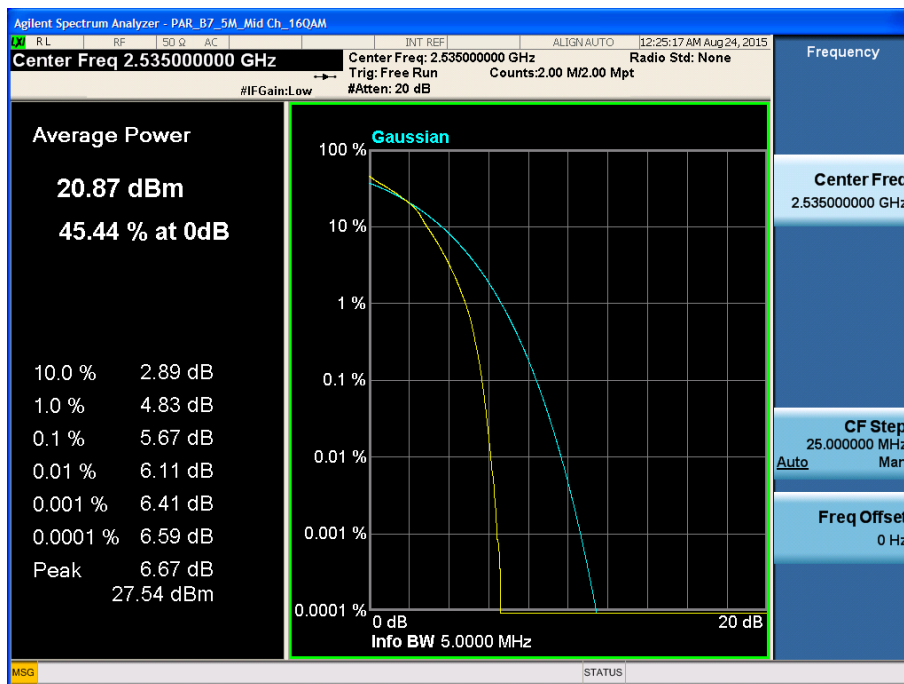 Agilent Spectrum Analyzer - PAR_B7_5M_Mid Ch_16QAM
LXI RL RF 50 Ω AC INT REF ALIGN AUTO 12:25:17 AM Aug 24, 2015
Center Freq 2.535000000 GHz
Center Freq: 2.535000000 GHz Radio Std: None
Trig: Free Run Counts:2.00 M/2.00 Mpt
#IFGain:Low #Atten: 20 dB
Average Power
20.87 dBm
45.44 % at 0dB
10.0 % 2.89 dB
1.0 % 4.83 dB
0.1 % 5.67 dB
0.01 % 6.11 dB
0.001 % 6.41 dB
0.0001 % 6.59 dB
Peak 6.67 dB
27.54 dBm
Gaussian
100 %
10 %
1 %
0.1 %
0.01 %
0.001 %
0.0001 %
0 dB 20 dB
Info BW 5.0000 MHz
Frequency
Center Freq
2.535000000 GHz
CF Step
25.000000 MHz
Auto Man
Freq Offset
0 Hz
MSG STATUS